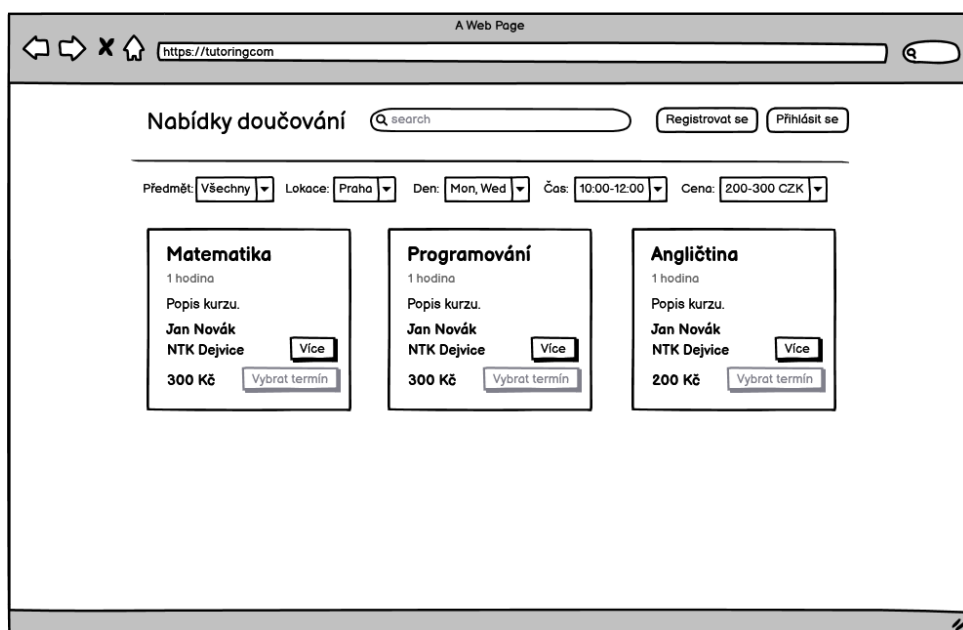 A Web Page
https://tutoringcom
Nabídky doučování
search
Registrovat se
Přihlásit se
Předmět: Všechny Lokace: Praha Den: Mon, Wed Čas: 10:00-12:00 Cena: 200-300 CZK
Matematika
1 hodina
Popis kurzu.
Jan Novák
NTK Dejvice Více
300 Kč Vybrat termín
Programování
1 hodina
Popis kurzu.
Jan Novák
NTK Dejvice Více
300 Kč Vybrat termín
Angličtina
1 hodina
Popis kurzu.
Jan Novák
NTK Dejvice Více
200 Kč Vybrat termín